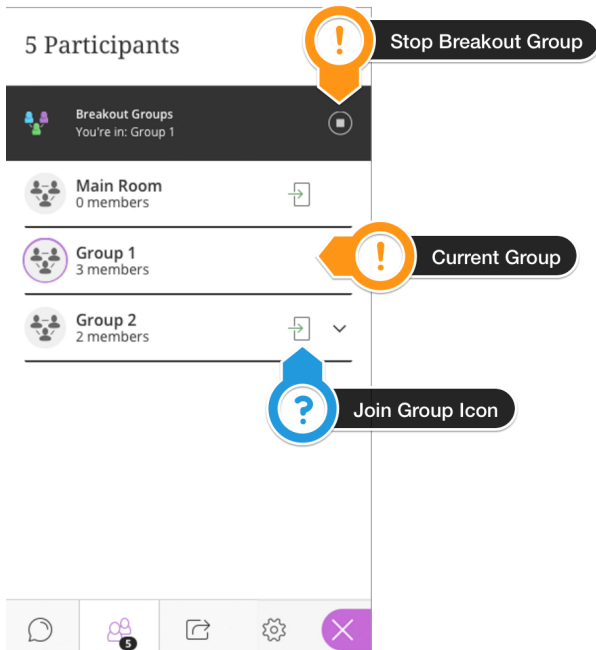 5 Participants
Stop Breakout Group
Breakout Groups
You're in: Group 1
Main Room
0 members
Group 1
3 members
Current Group
Group 2
2 members
Join Group Icon
5